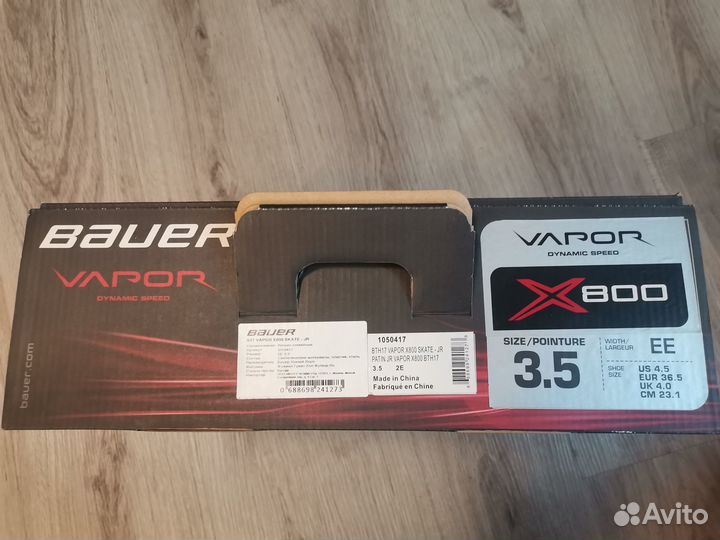 bauer.com
BAUER
VAPOR
DYNAMIC SPEED
BAUER
S17 VAPOR X800 SKATE - JR
0 688698 241273
1050417
BTH17 VAPOR X800 SKATE - JR
PATIN JR VAPOR X800 BTH17
3.5 2E
Made in China
Fabriqué en Chine
VAPOR
DYNAMIC SPEED
X800
SIZE/POINTURE
3.5
WIDTH/
LARGEUR
EE
SHOE
SIZE
US 4.5
EUR 36.5
UK 4.0
CM 23.1
Avito